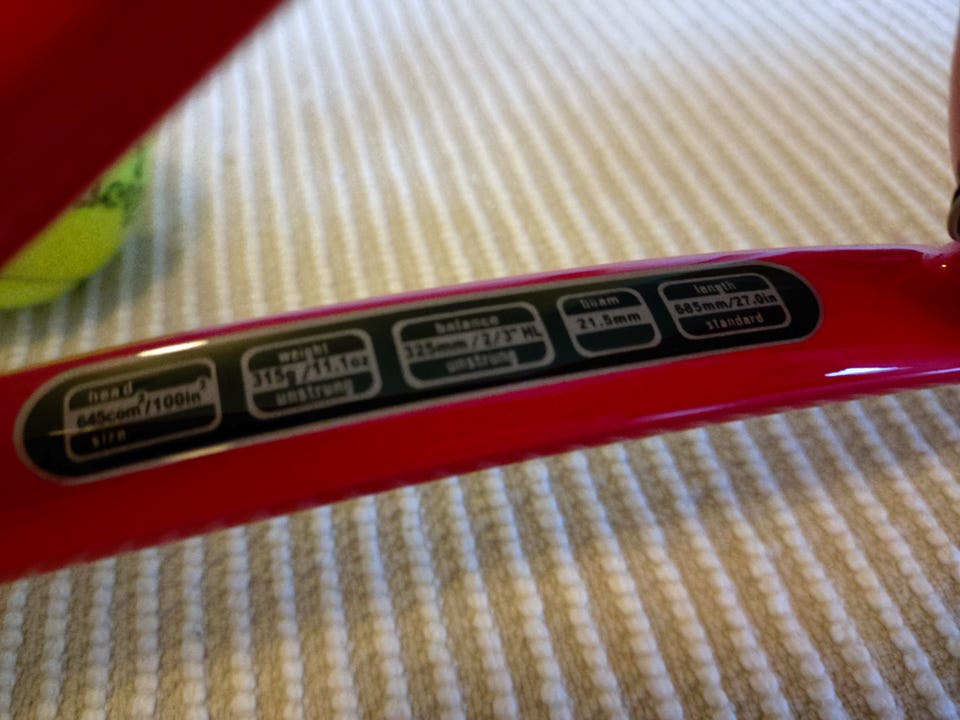 head
645com²/100in²
size
weight
315g/11.1oz
unstrung
balance
325mm/2/3" HL
unstrung
beam
21.5mm
length
685mm/27.0in
standard